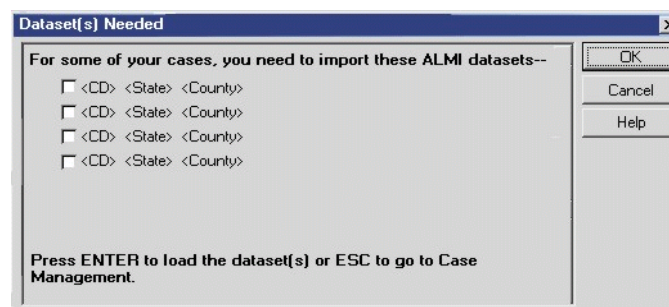 Dataset(s) Needed
For some of your cases, you need to import these ALMI datasets--
<CD> <State> <County>
<CD> <State> <County>
<CD> <State> <County>
<CD> <State> <County>
Press ENTER to load the dataset(s) or ESC to go to Case
Management.
OK
Cancel
Help